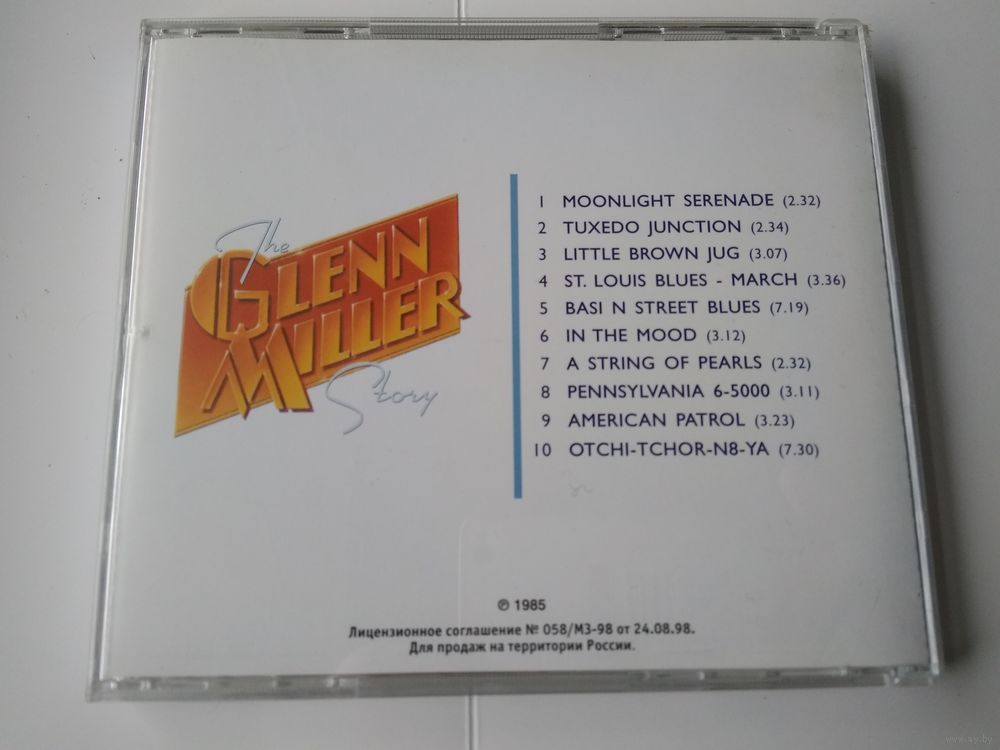 The
GLENN
MILLER
Story
1 MOONLIGHT SERENADE (2.32)
2 TUXEDO JUNCTION (2.34)
3 LITTLE BROWN JUG (3.07)
4 ST. LOUIS BLUES - MARCH (3.36)
5 BASI N STREET BLUES (7.19)
6 IN THE MOOD (3.12)
7 A STRING OF PEARLS (2.32)
8 PENNSYLVANIA 6-5000 (3.11)
9 AMERICAN PATROL (3.23)
10 OTCHI-TCHOR-N8-YA (7.30)
℗ 1985
Лицензионное соглашение № 058/МЗ-98 от 24.08.98.
Для продаж на территории России.
www.ay.by